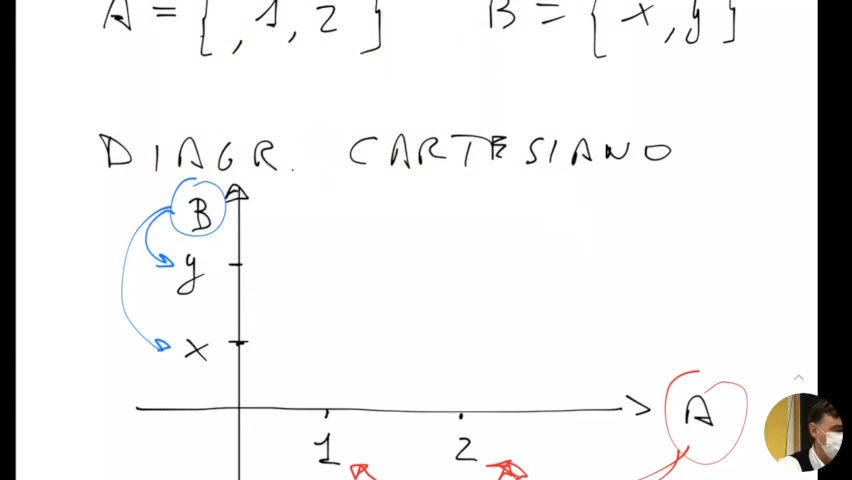 A = { , 1, 2 } B = { x, y }
DIAGR. CARTESIANO
B
y
x
A
1 2